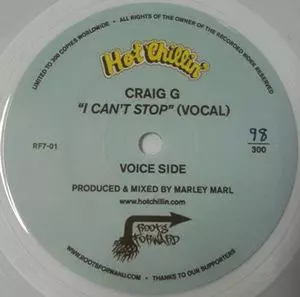 LIMITED TO 300 COPIES WORLDWIDE • ALL RIGHTS OF THE OWNER OF THE RECORDED WORK RESERVED
Hot Chillin'
CRAIG G
"I CAN'T STOP" (VOCAL)
98
300
RF7-01
VOICE SIDE
PRODUCED & MIXED BY MARLEY MARL
www.hotchillin.com
ROOTS
FORWARD
WWW.ROOTSFORWARD.COM • THANKS TO OUR SUPPORTERS